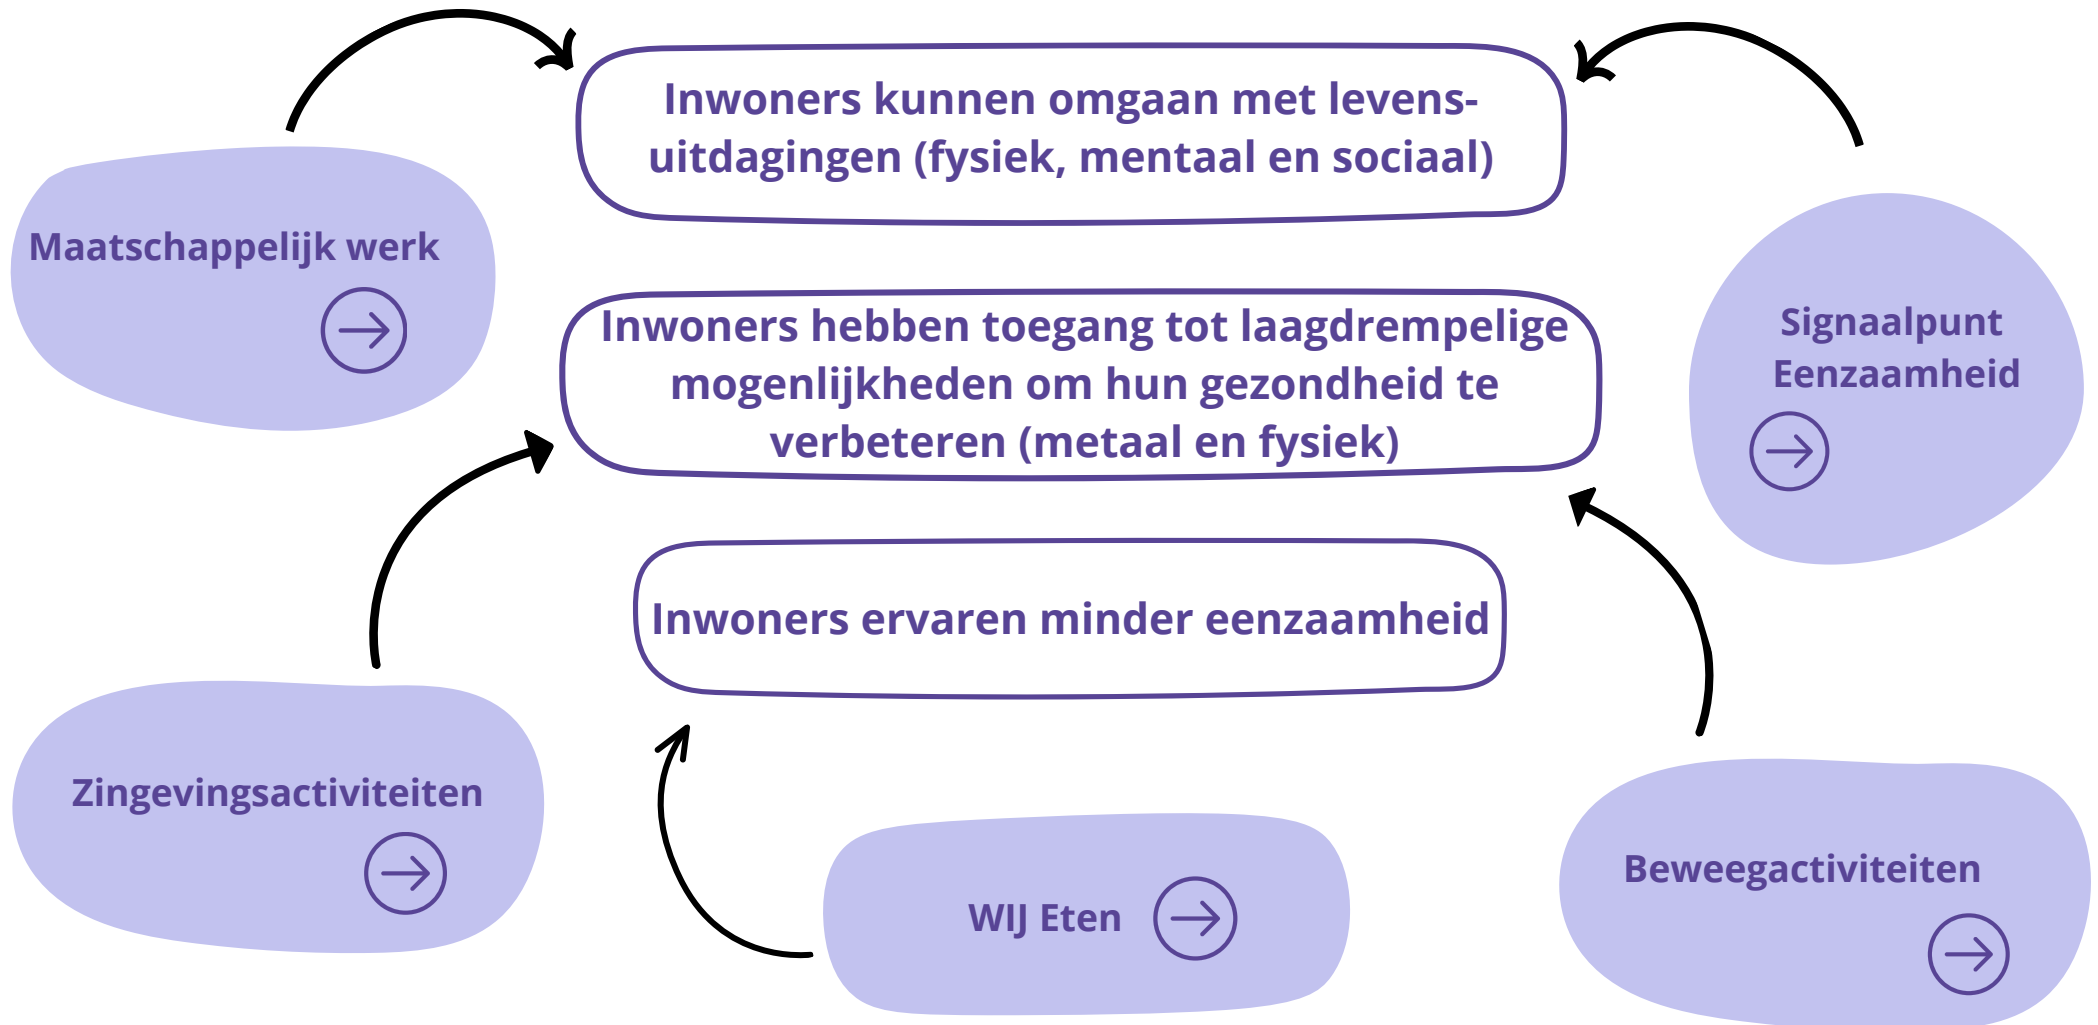 Inwoners kunnen omgaan met levens-
uitdagingen (fysiek, mentaal en sociaal)
Maatschappelijk werk
Inwoners hebben toegang tot laagdrempelige
mogenlijkheden om hun gezondheid te
verbeteren (metaal en fysiek)
Signaalpunt
Eenzaamheid
Inwoners ervaren minder eenzaamheid
Zingevingsactiviteiten
WIJ Eten
Beweegactiviteiten